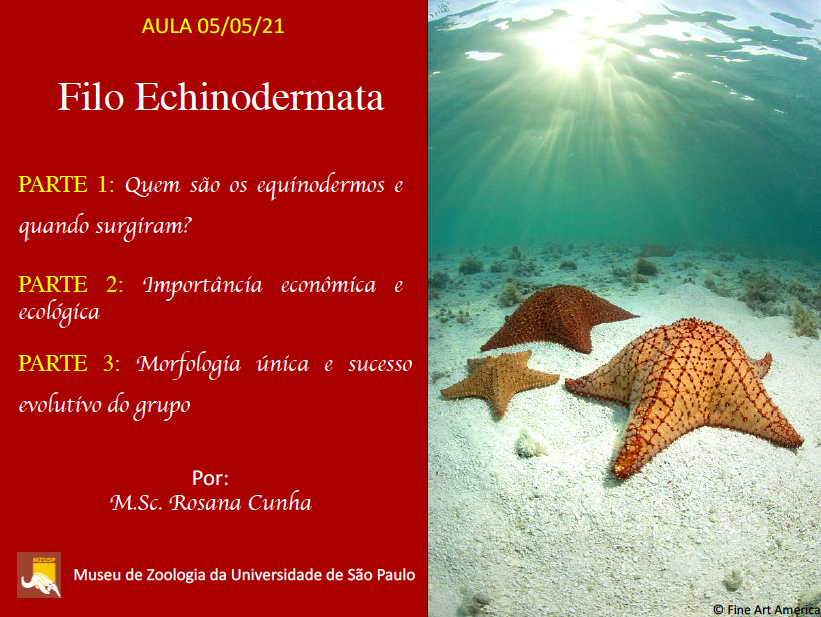 AULA 05/05/21
Filo Echinodermata
PARTE 1: Quem são os equinodermos e
quando surgiram?
PARTE 2: Importância econômica e
ecológica
PARTE 3: Morfologia única e sucesso
evolutivo do grupo
Por:
M.Sc. Rosana Cunha
MZUSP
Museu de Zoologia da Universidade de São Paulo
© Fine Art America